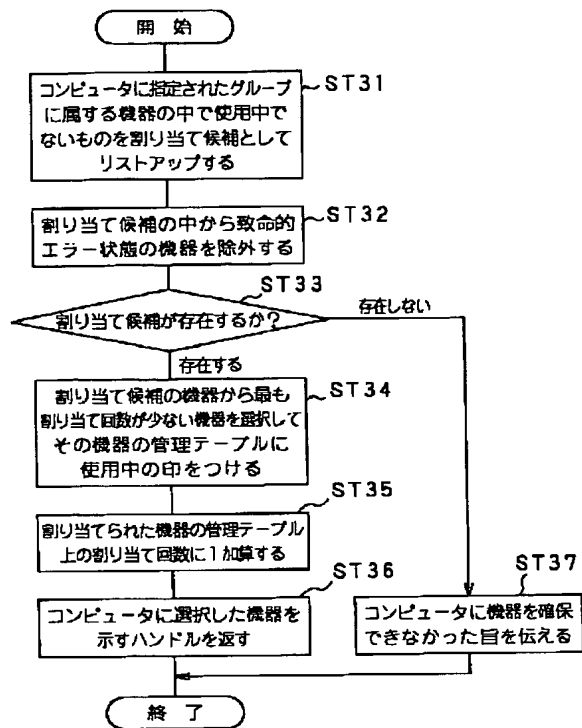 開 始
コンピュータに指定されたグループ
に属する機器の中で使用中で
ないものを割り当て候補として
リストアップする
ST31
割り当て候補の中から致命的
エラー状態の機器を除外する
ST32
ST33
割り当て候補が存在するか?
存在しない
存在する
割り当て候補の機器から最も
割り当て回数が少ない機器を選択して
その機器の管理テーブルに
使用中の印をつける
ST34
ST35
割り当てられた機器の管理テーブル
上の割り当て回数に1加算する
ST36
コンピュータに選択した機器を
示すハンドルを返す
ST37
コンピュータに機器を確保
できなかった旨を伝える
終 了